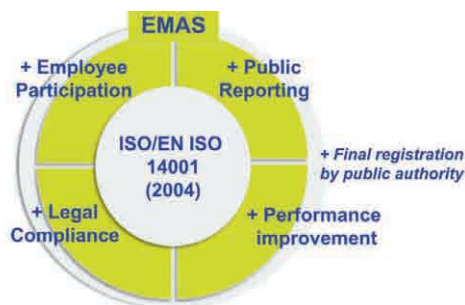 EMAS
+ Employee
Participation
+ Public
Reporting
ISO/EN ISO
14001
(2004)
+ Final registration
by public authority
+ Legal
Compliance
+ Performance
improvement